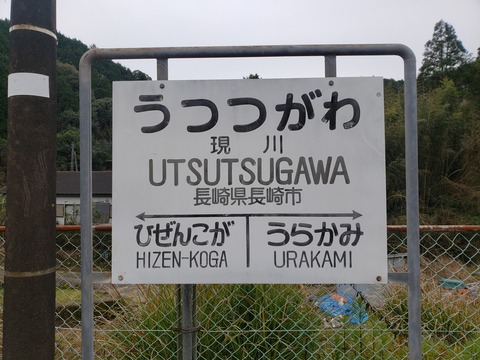 うつつがわ
現川
UTSUTSUGAWA
長崎県長崎市
ひぜんこが うらかみ
HIZEN-KOGA URAKAMI